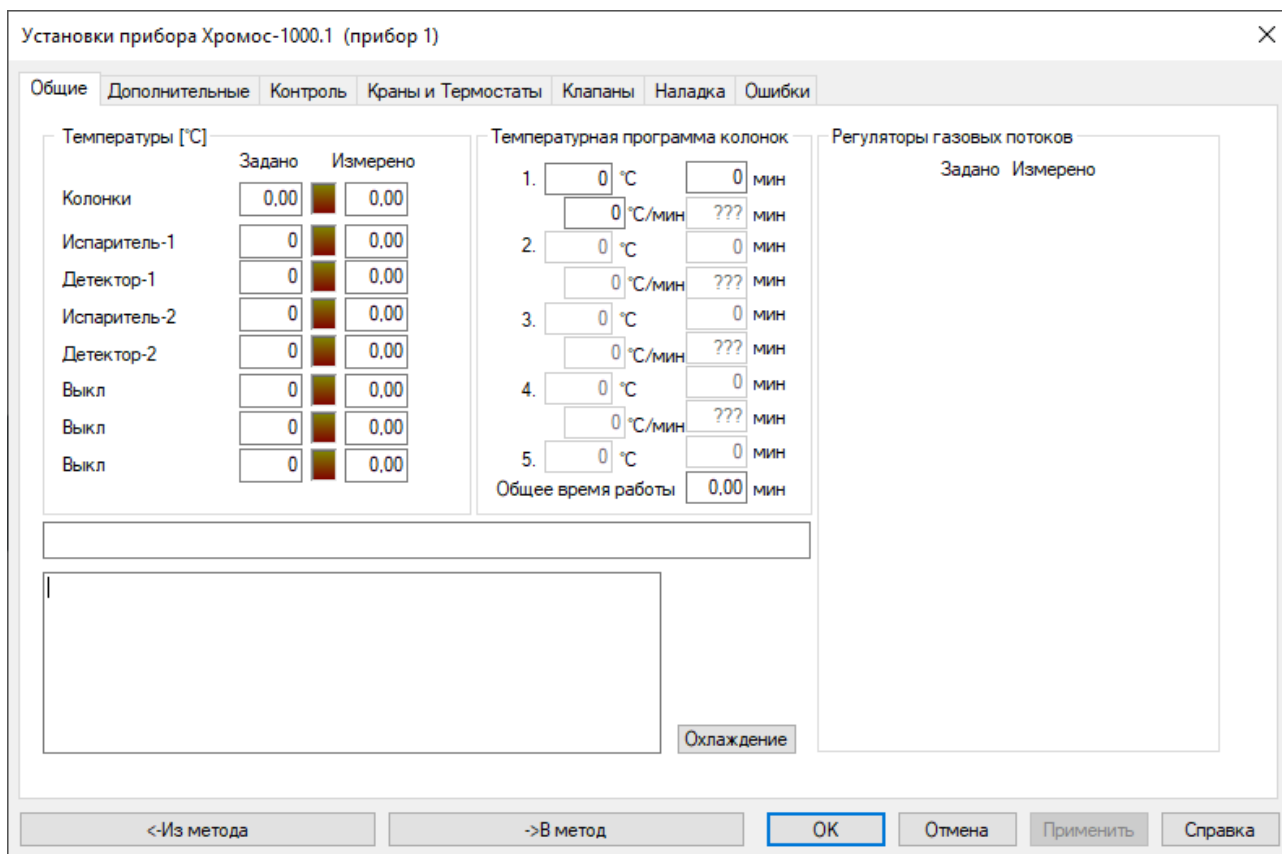 Установки прибора Хромос-1000.1 (прибор 1)
Общие Дополнительные Контроль Краны и Термостаты Клапаны Наладка Ошибки
Температуры [°C]
Задано Измерено
Колонки 0,00 0,00
Испаритель-1 0 0,00
Детектор-1 0 0,00
Испаритель-2 0 0,00
Детектор-2 0 0,00
Выкл 0 0,00
Выкл 0 0,00
Выкл 0 0,00
Температурная программа колонок
1. 0 °C 0 мин
0 °C/мин ??? мин
2. 0 °C 0 мин
0 °C/мин ??? мин
3. 0 °C 0 мин
0 °C/мин ??? мин
4. 0 °C 0 мин
0 °C/мин ??? мин
5. 0 °C 0 мин
Общее время работы 0,00 мин
Регуляторы газовых потоков
Задано Измерено
Охлаждение
<-Из метода ->В метод OK Отмена Применить Справка